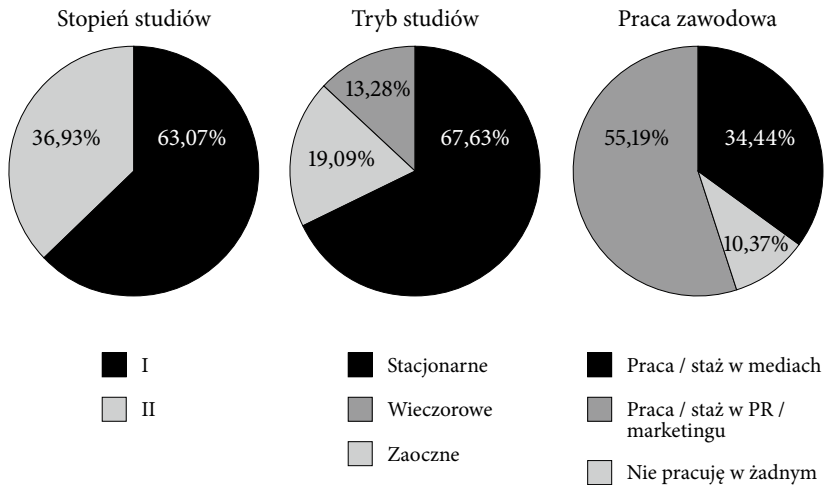 Stopień studiów
36,93%
63,07%
I
II
Tryb studiów
13,28%
67,63%
19,09%
Stacjonarne
Wieczorowe
Zaoczne
Praca zawodowa
55,19%
34,44%
10,37%
Praca / staż w mediach
Praca / staż w PR /
marketingu
Nie pracuję w żadnym